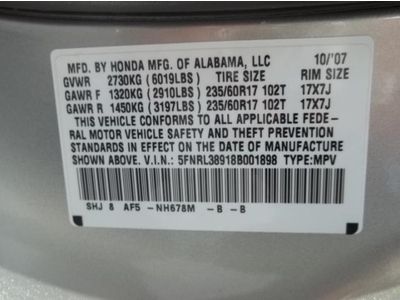 MFD. BY HONDA MFG. OF ALABAMA, LLC 10/'07
GVWR 2730KG (6019LBS) TIRE SIZE RIM SIZE
GAWR F 1320KG (2910LBS) 235/60R17 102T 17X7J
GAWR R 1450KG (3197LBS) 235/60R17 102T 17X7J
THIS VEHICLE CONFORMS TO ALL APPLICABLE FEDE-
RAL MOTOR VEHICLE SAFETY AND THEFT PREVENTION
STANDARDS IN EFFECT ON THE DATE OF MANUFACTURE
SHOWN ABOVE. V.I.N.: 5FNRL38918B001898 TYPE:MPV
SHJ 8 AF5 -NH678M -B -B